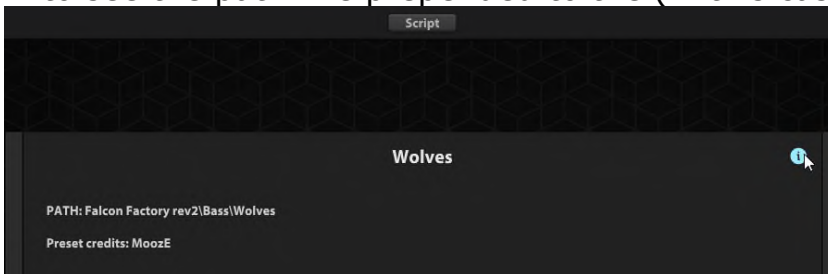 Script
Wolves
i
PATH: Falcon Factory rev2\Bass\Wolves
Preset credits: MoozE